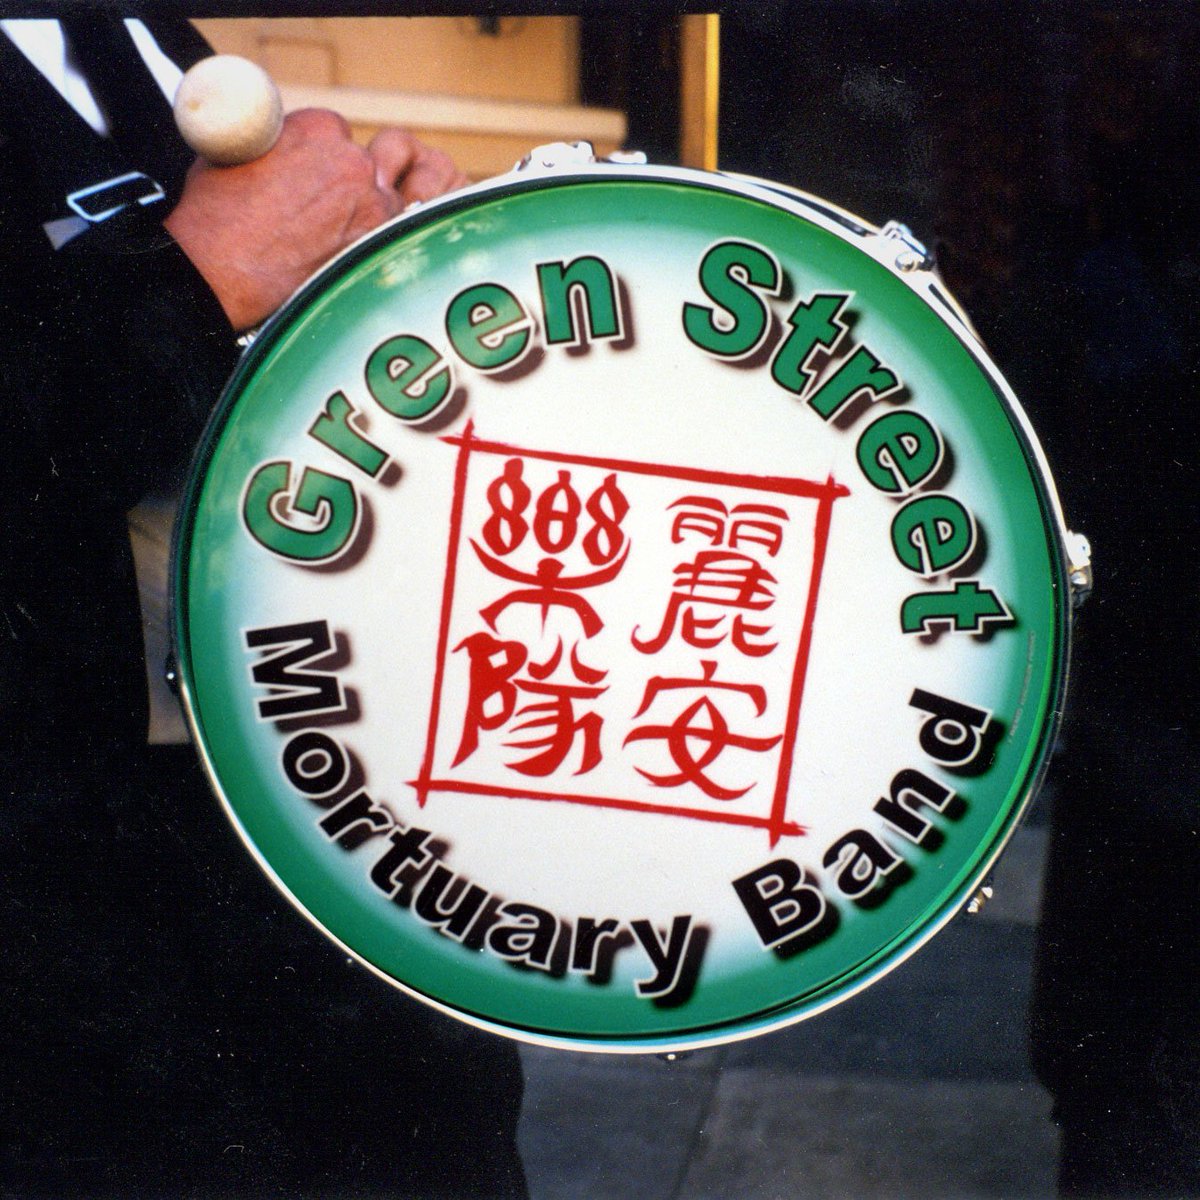 Green Street
麗安
樂隊
Mortuary Band